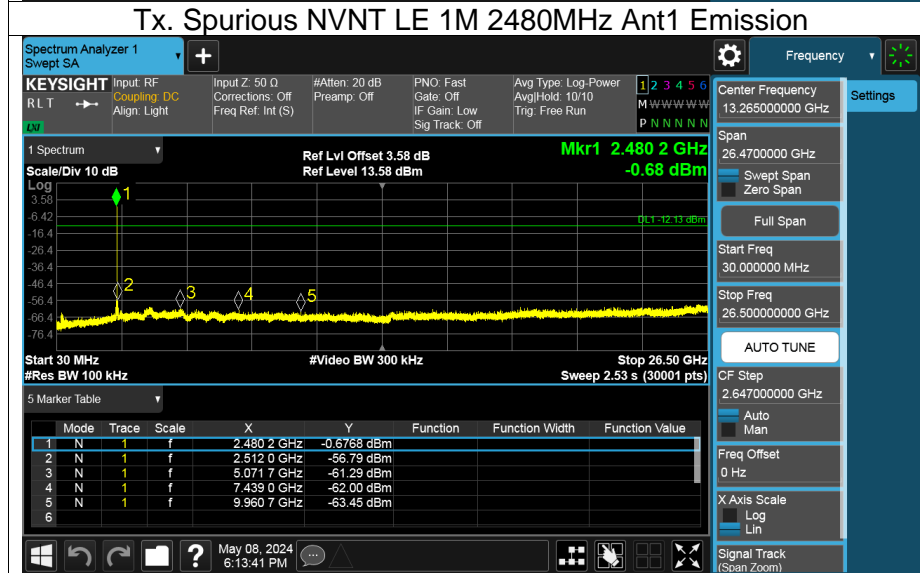 Tx. Spurious NVNT LE 1M 2480MHz Ant1 Emission
Spectrum Analyzer 1
Swept SA
+
Frequency
KEYSIGHT
R L T
LXI
Input: RF
Coupling: DC
Align: Light
Input Z: 50 Ω
Corrections: Off
Freq Ref: Int (S)
#Atten: 20 dB
Preamp: Off
PNO: Fast
Gate: Off
IF Gain: Low
Sig Track: Off
Avg Type: Log-Power
Avg|Hold: 10/10
Trig: Free Run
1 2 3 4 5 6
M W W W W W
P N N N N N
1 Spectrum
Scale/Div 10 dB
Ref Lvl Offset 3.58 dB
Ref Level 13.58 dBm
Mkr1 2.480 2 GHz
-0.68 dBm
Log
3.58
-6.42
-16.4
-26.4
-36.4
-46.4
-56.4
-66.4
-76.4
DL1 -12.13 dBm
1
2
3
4
5
Start 30 MHz
#Res BW 100 kHz
#Video BW 300 kHz
Stop 26.50 GHz
Sweep 2.53 s (30001 pts)
5 Marker Table
Mode Trace Scale X Y Function Function Width Function Value
1 N 1 f 2.480 2 GHz -0.6768 dBm
2 N 1 f 2.512 0 GHz -56.79 dBm
3 N 1 f 5.071 7 GHz -61.29 dBm
4 N 1 f 7.439 0 GHz -62.00 dBm
5 N 1 f 9.960 7 GHz -63.45 dBm
6
?
May 08, 2024
6:13:41 PM
Center Frequency
13.265000000 GHz
Span
26.4700000 GHz
Swept Span
Zero Span
Full Span
Start Freq
30.000000 MHz
Stop Freq
26.500000000 GHz
AUTO TUNE
CF Step
2.647000000 GHz
Auto
Man
Freq Offset
0 Hz
X Axis Scale
Log
Lin
Signal Track
(Span Zoom)
Settings